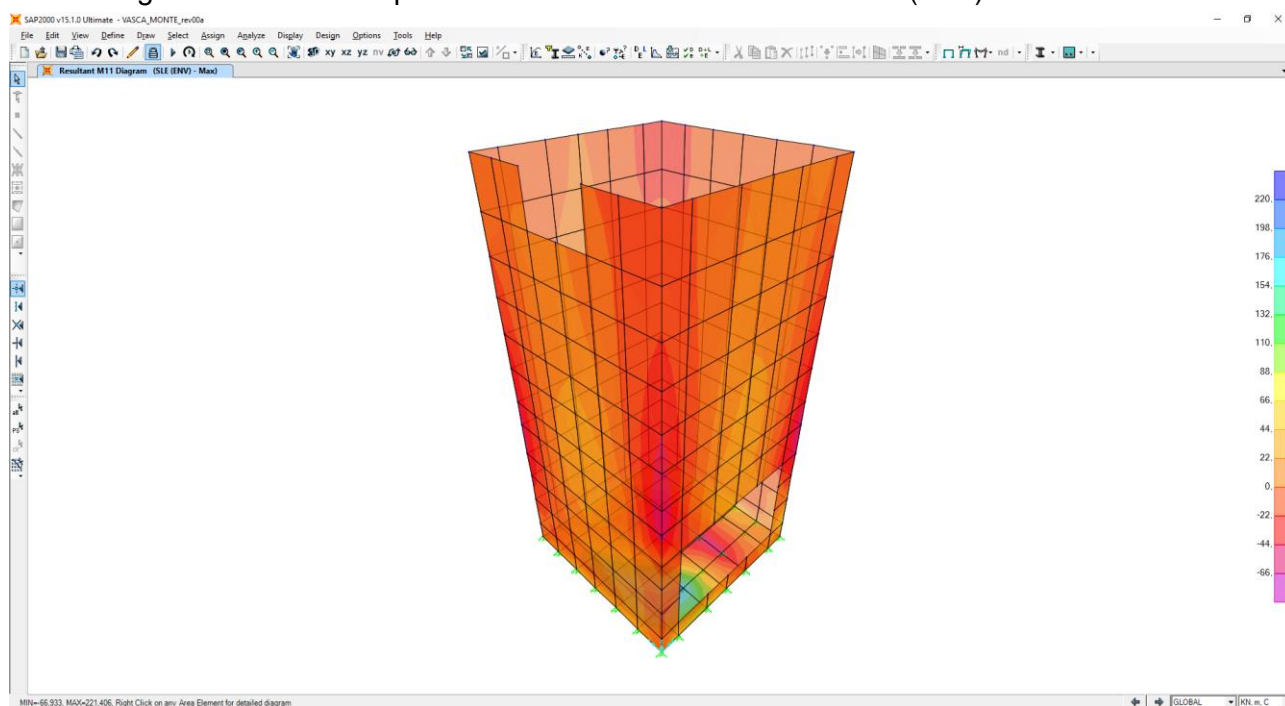 SAP2000 v15.1.0 Ultimate - VASCA_MONTE_rev00a
File Edit View Define Draw Select Assign Analyze Display Design Options Tools Help
xy xz yz nv
nd
Resultant M11 Diagram (SLE (ENV) - Max)
220,
198,
176,
154,
132,
110,
88,
66,
44,
22,
0,
-22,
-44,
-66,
MIN=-66.933, MAX=221.406, Right Click on any Area Element for detailed diagram
GLOBAL
KN, m, C